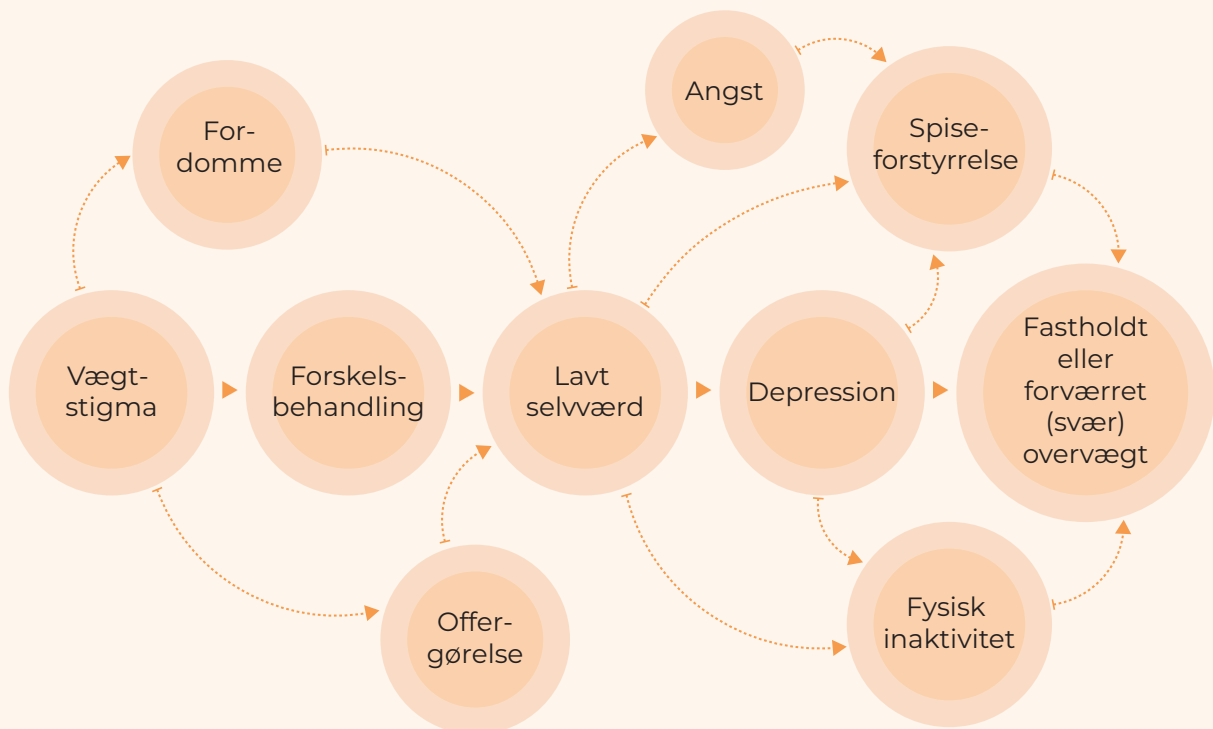 For-
domme
Angst
Spise-
forstyrrelse
Vægt-
stigma
Forskels-
behandling
Lavt
selvværd
Depression
Fastholdt
eller
forværret
(svær)
overvægt
Offer-
gørelse
Fysisk
inaktivitet